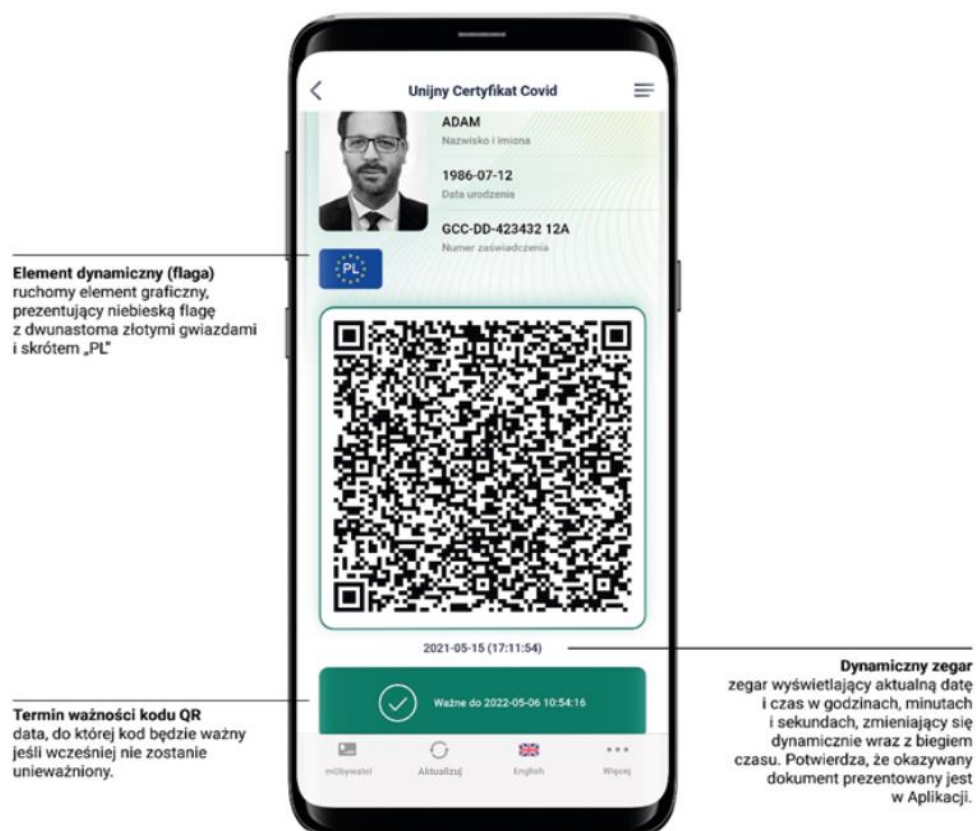 Unijny Certyfikat Covid
ADAM
Nazwisko i imiona
1986-07-12
Data urodzenia
GCC-DD-423432 12A
Numer zaświadczenia
PL
Element dynamiczny (flaga)
ruchomy element graficzny,
prezentujący niebieską flagę
z dwunastoma złotymi gwiazdami
i skrótem „PL"
2021-05-15 (17:11:54)
Dynamiczny zegar
zegar wyświetlający aktualną datę
i czas w godzinach, minutach
i sekundach, zmieniający się
dynamicznie wraz z biegiem
czasu. Potwierdza, że okazywany
dokument prezentowany jest
w Aplikacji.
Ważne do 2022-05-06 10:54:16
Termin ważności kodu QR
data, do której kod będzie ważny
jeśli wcześniej nie zostanie
unieważniony.
mObywatel
Aktualizuj
English
Więcej